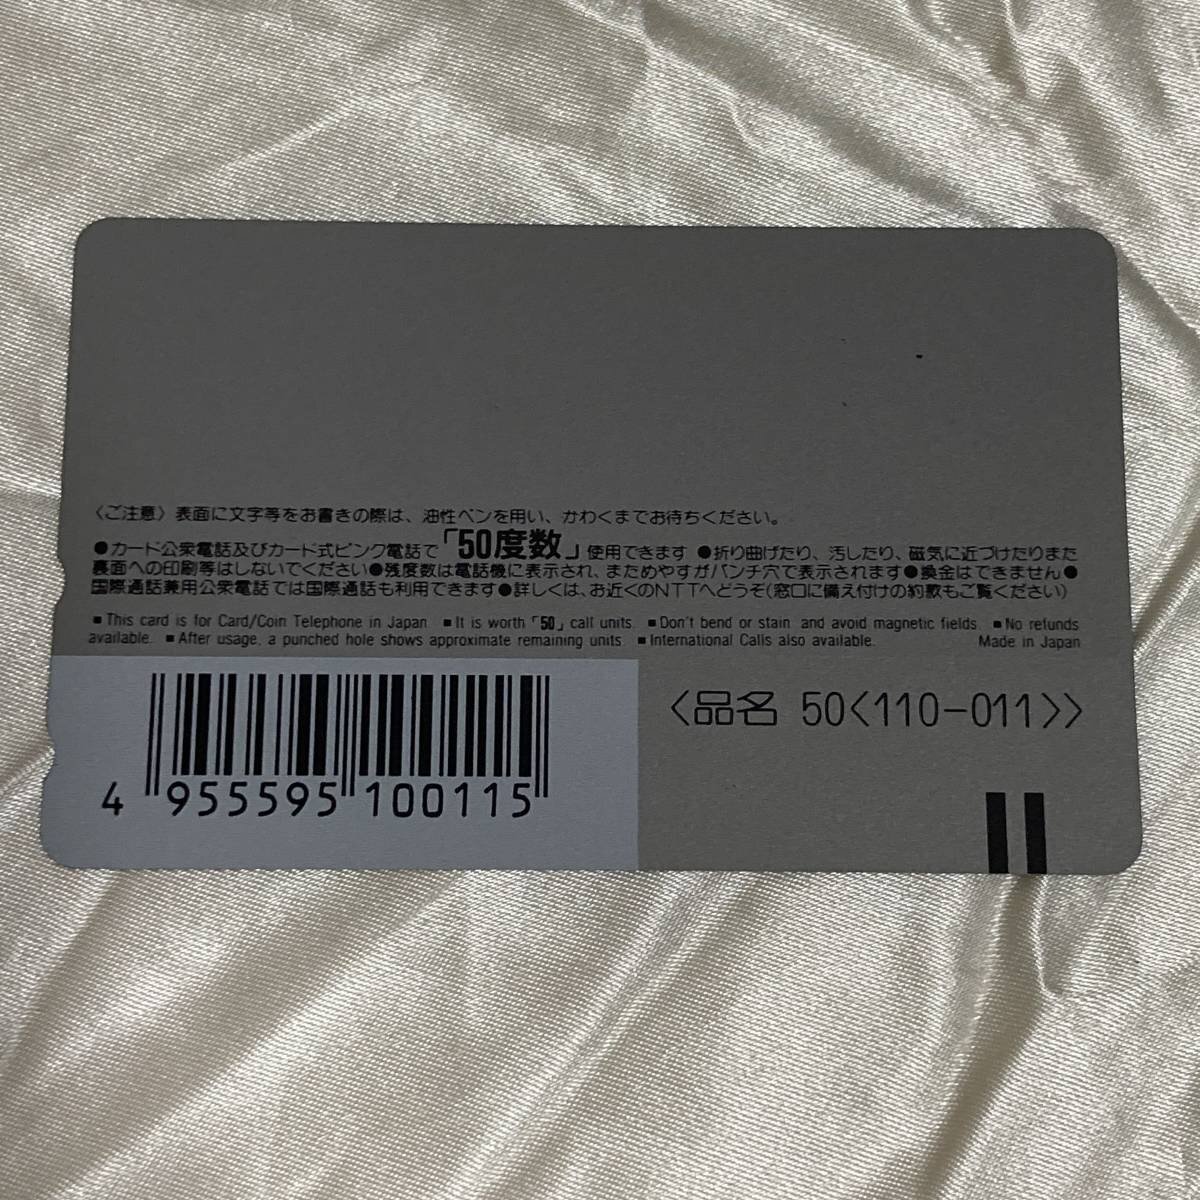 〈ご注意〉表面に文字等をお書きの際は、油性ペンを用い、かわくまでお待ちください。
●カード公衆電話及びカード式ピンク電話で「50度数」使用できます ●折り曲げたり、汚したり、磁気に近づけたりまた
裏面への印刷等はしないでください●残度数は電話機に表示され、まためやすがパンチ穴で表示されます●換金はできません●
国際通話兼用公衆電話では国際通話も利用できます●詳しくは、お近くのNTTへどうぞ(窓口に備え付けの約款もご覧ください)
■ This card is for Card/Coin Telephone in Japan. ■ It is worth「50」call units. ■ Don't bend or stain and avoid magnetic fields. ■ No refunds
available. ■ After usage, a punched hole shows approximate remaining units. ■ International Calls also available. Made in Japan
〈品名 50〈110-011〉〉
4 955595 100115